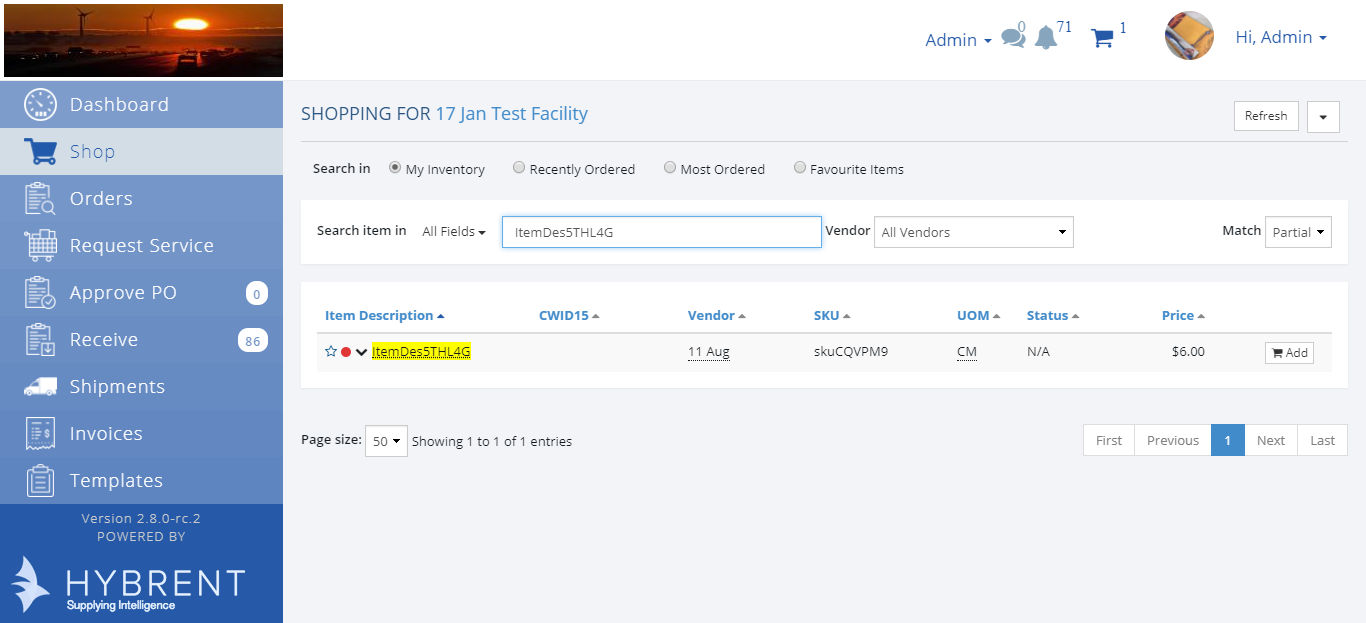 Admin 0 71 1 Hi, Admin
Dashboard
Shop
Orders
Request Service
Approve PO 0
Receive 86
Shipments
Invoices
Templates
Version 2.8.0-rc.2
POWERED BY
HYBRENT
Supplying Intelligence
SHOPPING FOR 17 Jan Test Facility Refresh
Search in My Inventory Recently Ordered Most Ordered Favourite Items
Search item in All Fields ItemDes5THL4G Vendor All Vendors Match Partial
Item Description CWID15 Vendor SKU UOM Status Price
ItemDes5THL4G 11 Aug skuCQVPM9 CM N/A $6.00 Add
Page size: 50 Showing 1 to 1 of 1 entries First Previous 1 Next Last